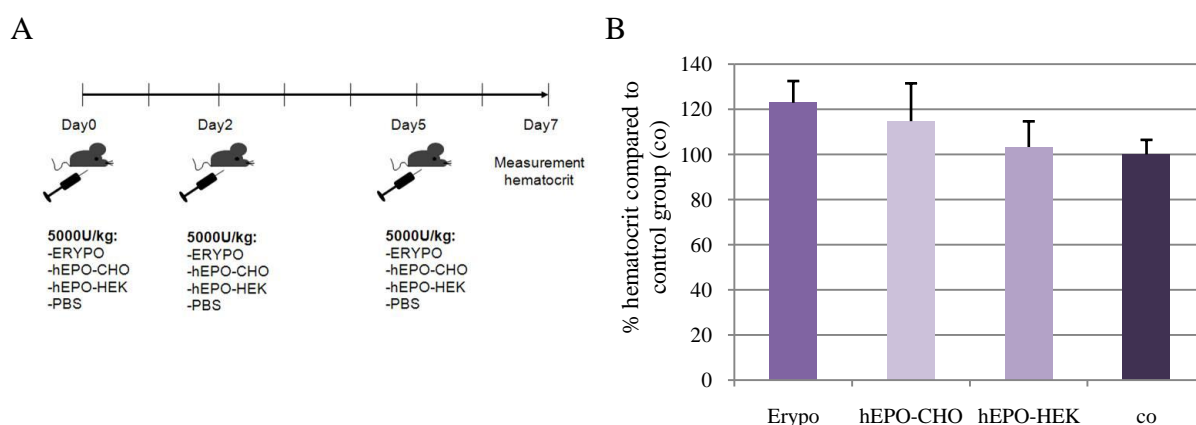 A
Day0 Day2 Day5 Day7
Measurement
hematocrit
5000U/kg:
-ERYPO
-hEPO-CHO
-hEPO-HEK
-PBS
5000U/kg:
-ERYPO
-hEPO-CHO
-hEPO-HEK
-PBS
5000U/kg:
-ERYPO
-hEPO-CHO
-hEPO-HEK
-PBS
B
% hematocrit compared to
control group (co)
140
120
100
80
60
40
20
0
Erypo hEPO-CHO hEPO-HEK co